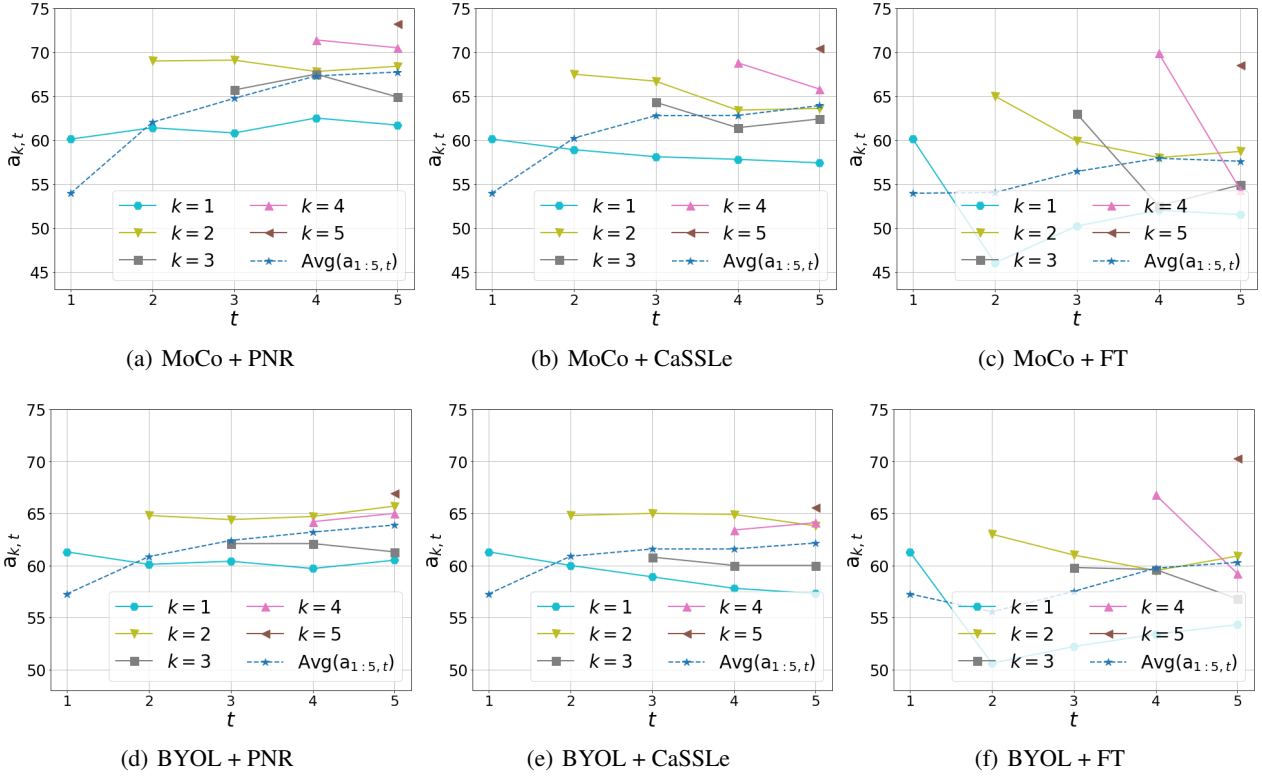 75
70
65
60
55
50
45
a_{k,t}
k = 1
k = 2
k = 3
k = 4
k = 5
Avg(a_{1:5,t})
1 2 3 4 5
t
(a) MoCo + PNR
75
70
65
60
55
50
45
a_{k,t}
k = 1
k = 2
k = 3
k = 4
k = 5
Avg(a_{1:5,t})
1 2 3 4 5
t
(b) MoCo + CaSSLe
75
70
65
60
55
50
45
a_{k,t}
k = 1
k = 2
k = 3
k = 4
k = 5
Avg(a_{1:5,t})
1 2 3 4 5
t
(c) MoCo + FT
75
70
65
60
55
50
a_{k,t}
k = 1
k = 2
k = 3
k = 4
k = 5
Avg(a_{1:5,t})
1 2 3 4 5
t
(d) BYOL + PNR
75
70
65
60
55
50
a_{k,t}
k = 1
k = 2
k = 3
k = 4
k = 5
Avg(a_{1:5,t})
1 2 3 4 5
t
(e) BYOL + CaSSLe
75
70
65
60
55
50
a_{k,t}
k = 1
k = 2
k = 3
k = 4
k = 5
Avg(a_{1:5,t})
1 2 3 4 5
t
(f) BYOL + FT